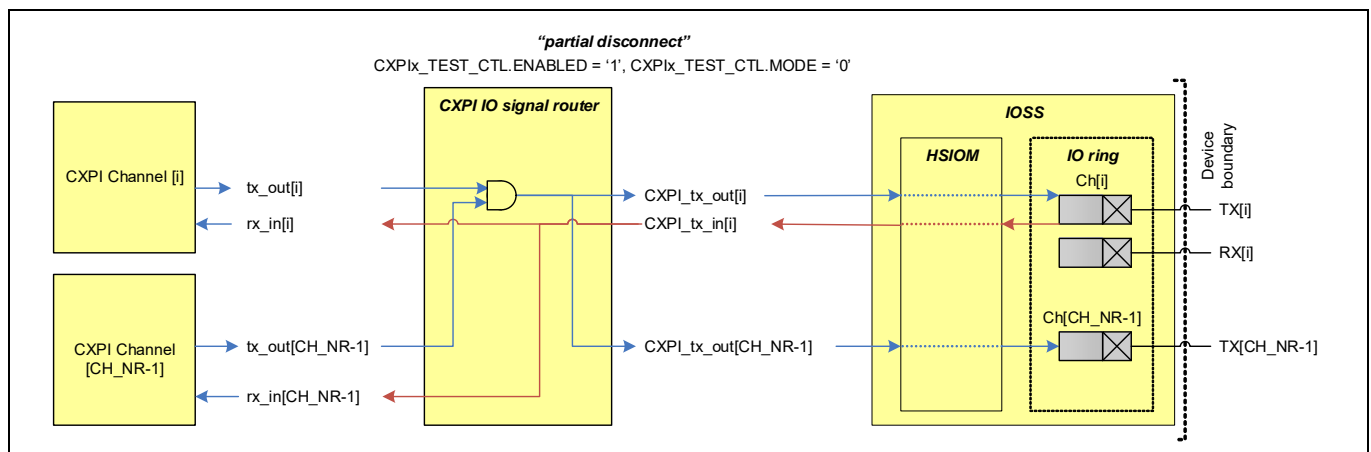 “partial disconnect”
CXPIx_TEST_CTL.ENABLED = ‘1’, CXPIx_TEST_CTL.MODE = ‘0’
CXPI IO signal router
IOSS
HSIOM
IO ring
Device
boundary
CXPI Channel [i]
tx_out[i]
rx_in[i]
CXPI_tx_out[i]
CXPI_tx_in[i]
Ch[i]
TX[i]
RX[i]
CXPI Channel
[CH_NR-1]
tx_out[CH_NR-1]
rx_in[CH_NR-1]
CXPI_tx_out[CH_NR-1]
Ch[CH_NR-1]
TX[CH_NR-1]